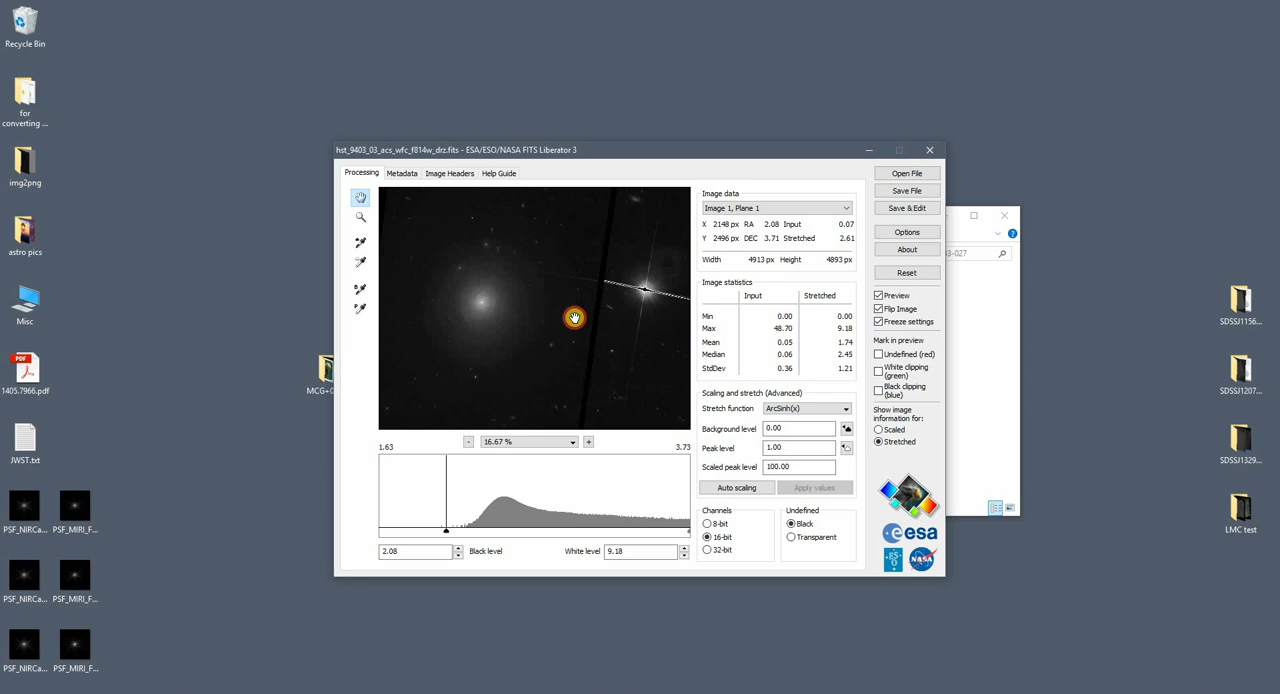 Recycle Bin
for
converting ...
img2png
astro pics
Misc
1405.7966.pdf
JWST.txt
PSF_NIRCa...
PSF_MIRI_F...
PSF_NIRCa...
PSF_MIRI_F...
PSF_NIRCa...
PSF_MIRI_F...
hst_9403_03_acs_wfc_f814w_drz.fits - ESA/ESO/NASA FITS Liberator 3
Processing
Metadata
Image Headers
Help Guide
16.67 %
1.63
3.73
2.08
Black level
White level
9.18
Image data
Image 1, Plane 1
X 2148 px RA 2.08 Input 0.07
Y 2496 px DEC 3.71 Stretched 2.61
Width 4913 px Height 4893 px
Image statistics
Input Stretched
Min 0.00 0.00
Max 48.70 9.18
Mean 0.05 1.74
Median 0.06 2.45
StdDev 0.36 1.21
Scaling and stretch (Advanced)
Stretch function ArcSinh(x)
Background level 0.00
Peak level 1.00
Scaled peak level 100.00
Auto scaling
Apply values
Channels
8-bit
16-bit
32-bit
Undefined
Black
Transparent
Open File
Save File
Save & Edit
Options
About
Reset
Preview
Flip Image
Freeze settings
Mark in preview
Undefined (red)
White clipping
(green)
Black clipping
(blue)
Show image
information for:
Scaled
Stretched
esa
NASA
3-027
SDSSJ1156...
SDSSJ1207...
SDSSJ1329...
LMC test